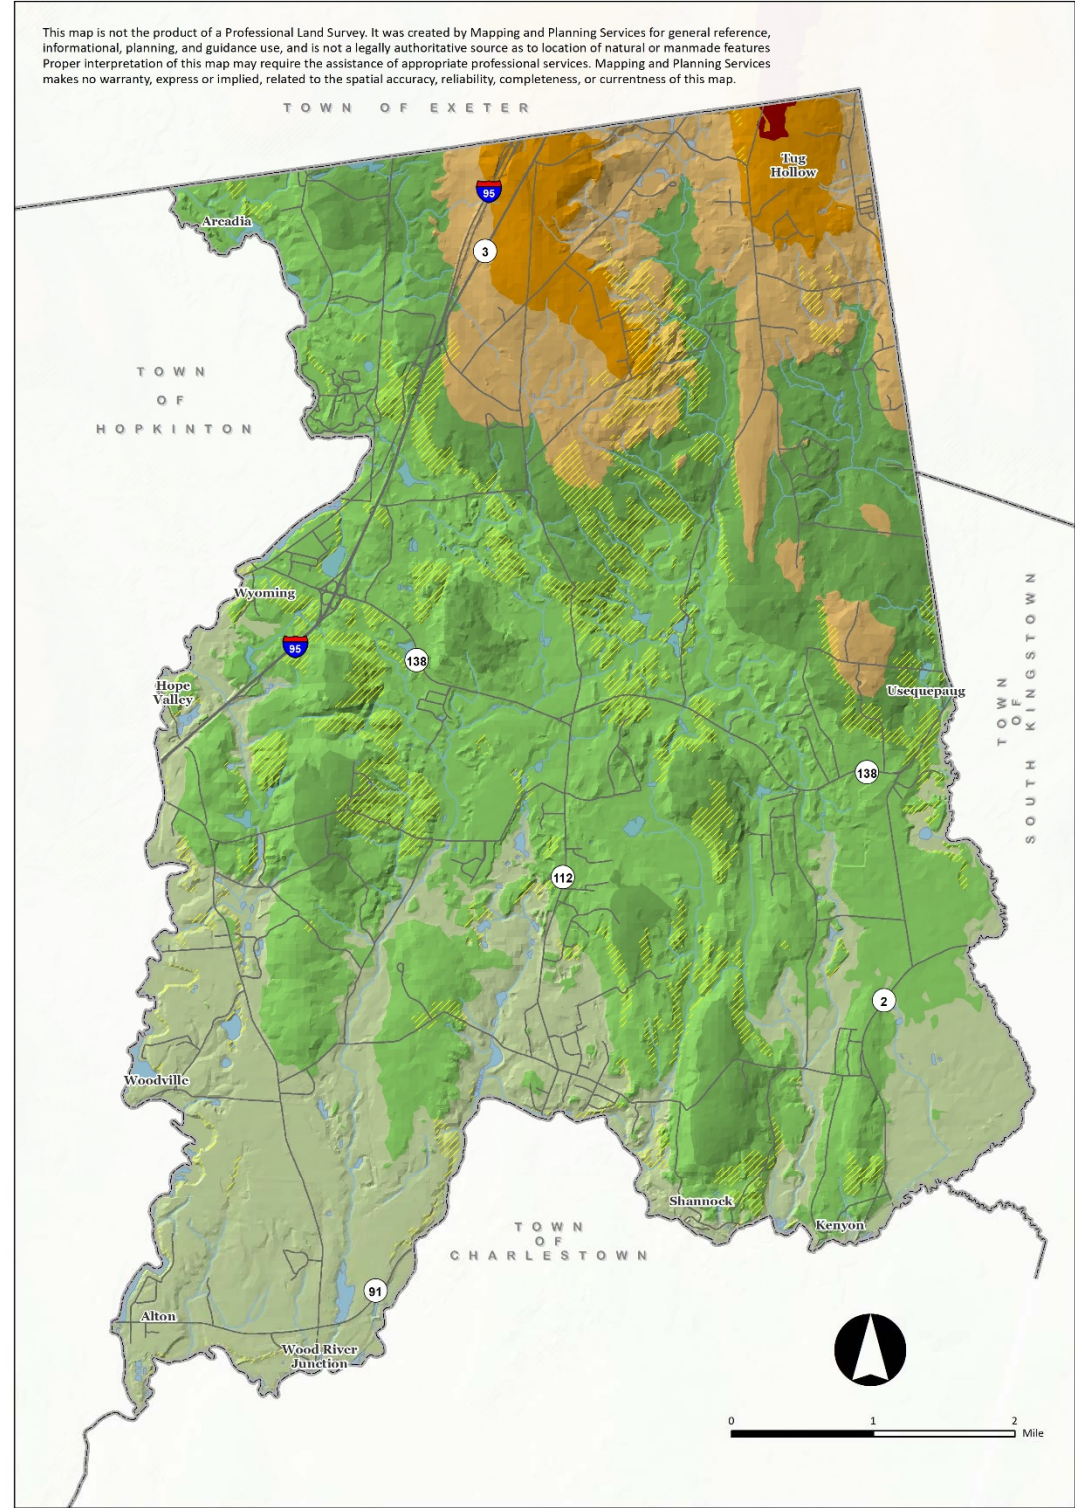 This map is not the product of a Professional Land Survey. It was created by Mapping and Planning Services for general reference,
informational, planning, and guidance use, and is not a legally authoritative source as to location of natural or manmade features
Proper interpretation of this map may require the assistance of appropriate professional services. Mapping and Planning Services
makes no warranty, express or implied, related to the spatial accuracy, reliability, completeness, or currentness of this map.
TOWN OF EXETER
Tug
Hollow
95
Arcadia
3
TOWN
OF
HOPKINTON
Wyoming
95
138
Hope
Valley
Usequepaug
TOWN
OF
SOUTH KINGSTOWN
138
112
2
Woodville
Shannock
Kenyon
TOWN
OF
CHARLESTOWN
91
Alton
Wood River
Junction
0 1 2
Mile